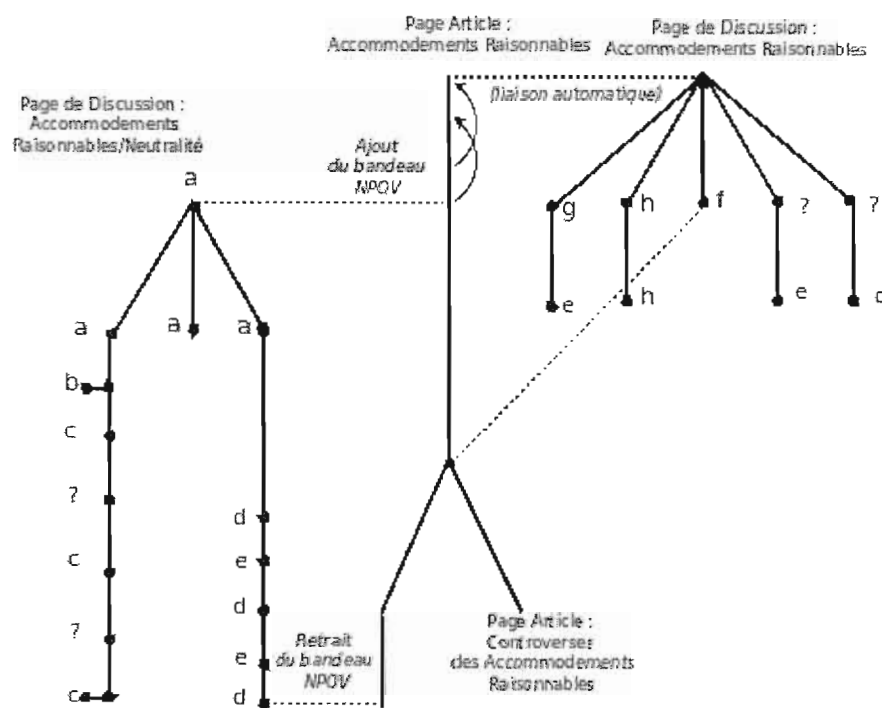 Page Article :
Accommodements Raisonnables
Page de Discussion :
Accommodements Raisonnables
(liaison automatique)
Page de Discussion :
Accommodements
Raisonnables/Neutralité
Ajout
du bandeau
NPOV
a
g
h
f
?
?
e
h
e
a
a
a
b
c
?
c
?
c
d
e
d
e
d
Retrait
du bandeau
NPOV
Page Article :
Controverses
des Accommodements
Raisonnables